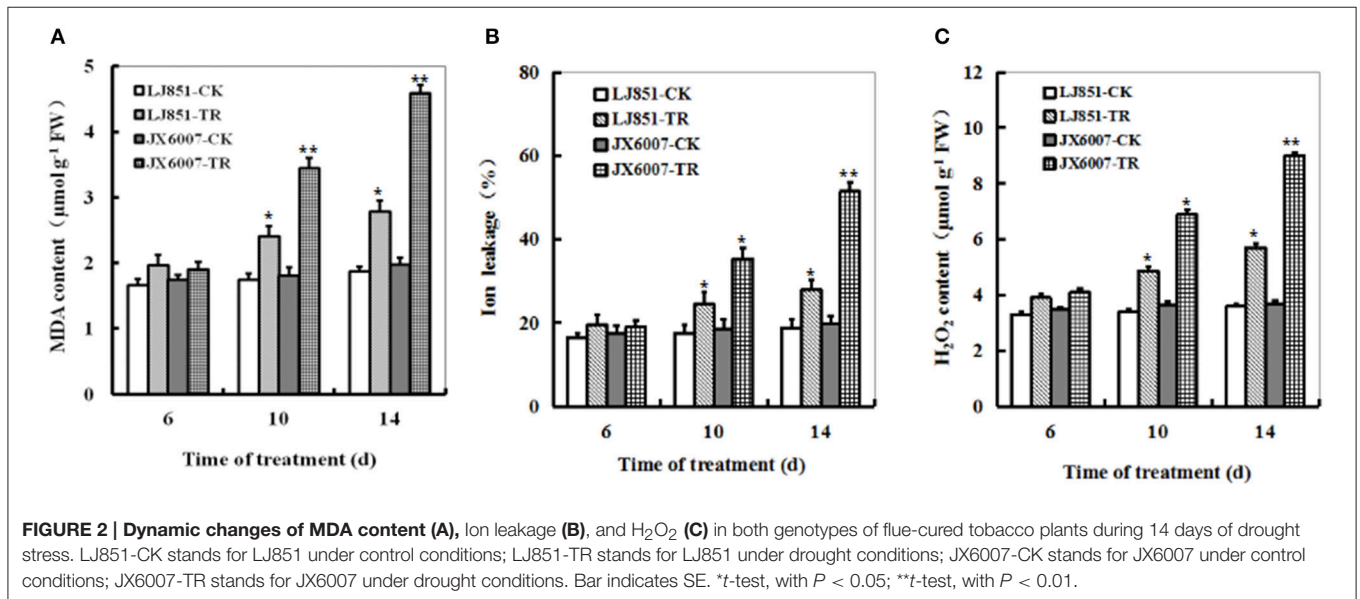 A
MDA content (μmol g⁻¹ FW)
5
4
3
2
1
0
LJ851-CK
LJ851-TR
JX6007-CK
JX6007-TR
*
**
*
**
6
10
14
Time of treatment (d)
B
Ion leakage (%)
80
60
40
20
0
LJ851-CK
LJ851-TR
JX6007-CK
JX6007-TR
*
*
*
**
6
10
14
Time of treatment (d)
C
H₂O₂ content (μmol g⁻¹ FW)
12
10
8
6
4
2
0
LJ851-CK
LJ851-TR
JX6007-CK
JX6007-TR
*
*
*
**
6
10
14
Time of treatment (d)
FIGURE 2 | Dynamic changes of MDA content (A), Ion leakage (B), and H₂O₂ (C) in both genotypes of flue-cured tobacco plants during 14 days of drought
stress. LJ851-CK stands for LJ851 under control conditions; LJ851-TR stands for LJ851 under drought conditions; JX6007-CK stands for JX6007 under control
conditions; JX6007-TR stands for JX6007 under drought conditions. Bar indicates SE. *t-test, with P < 0.05; **t-test, with P < 0.01.